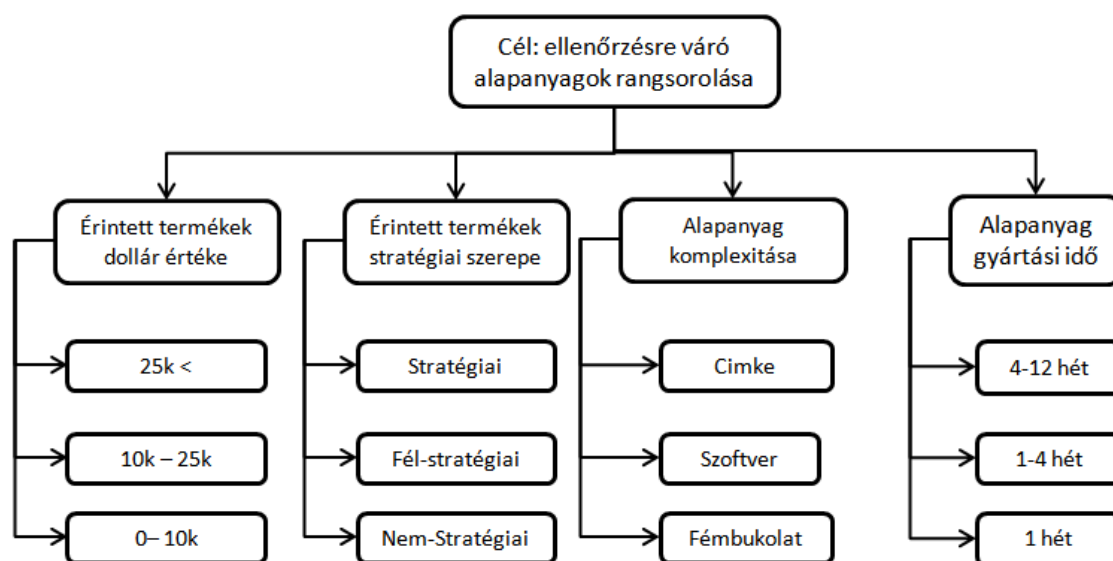 Cél: ellenőrzésre váró
alapanyagok rangsorolása
Érintett termékek
dollár értéke
Érintett termékek
stratégiai szerepe
Alapanyag
komplexitása
Alapanyag
gyártási idő
25k <
Stratégiai
Cimke
4-12 hét
10k – 25k
Fél-stratégiai
Szoftver
1-4 hét
0– 10k
Nem-Stratégiai
Fémbukolat
1 hét